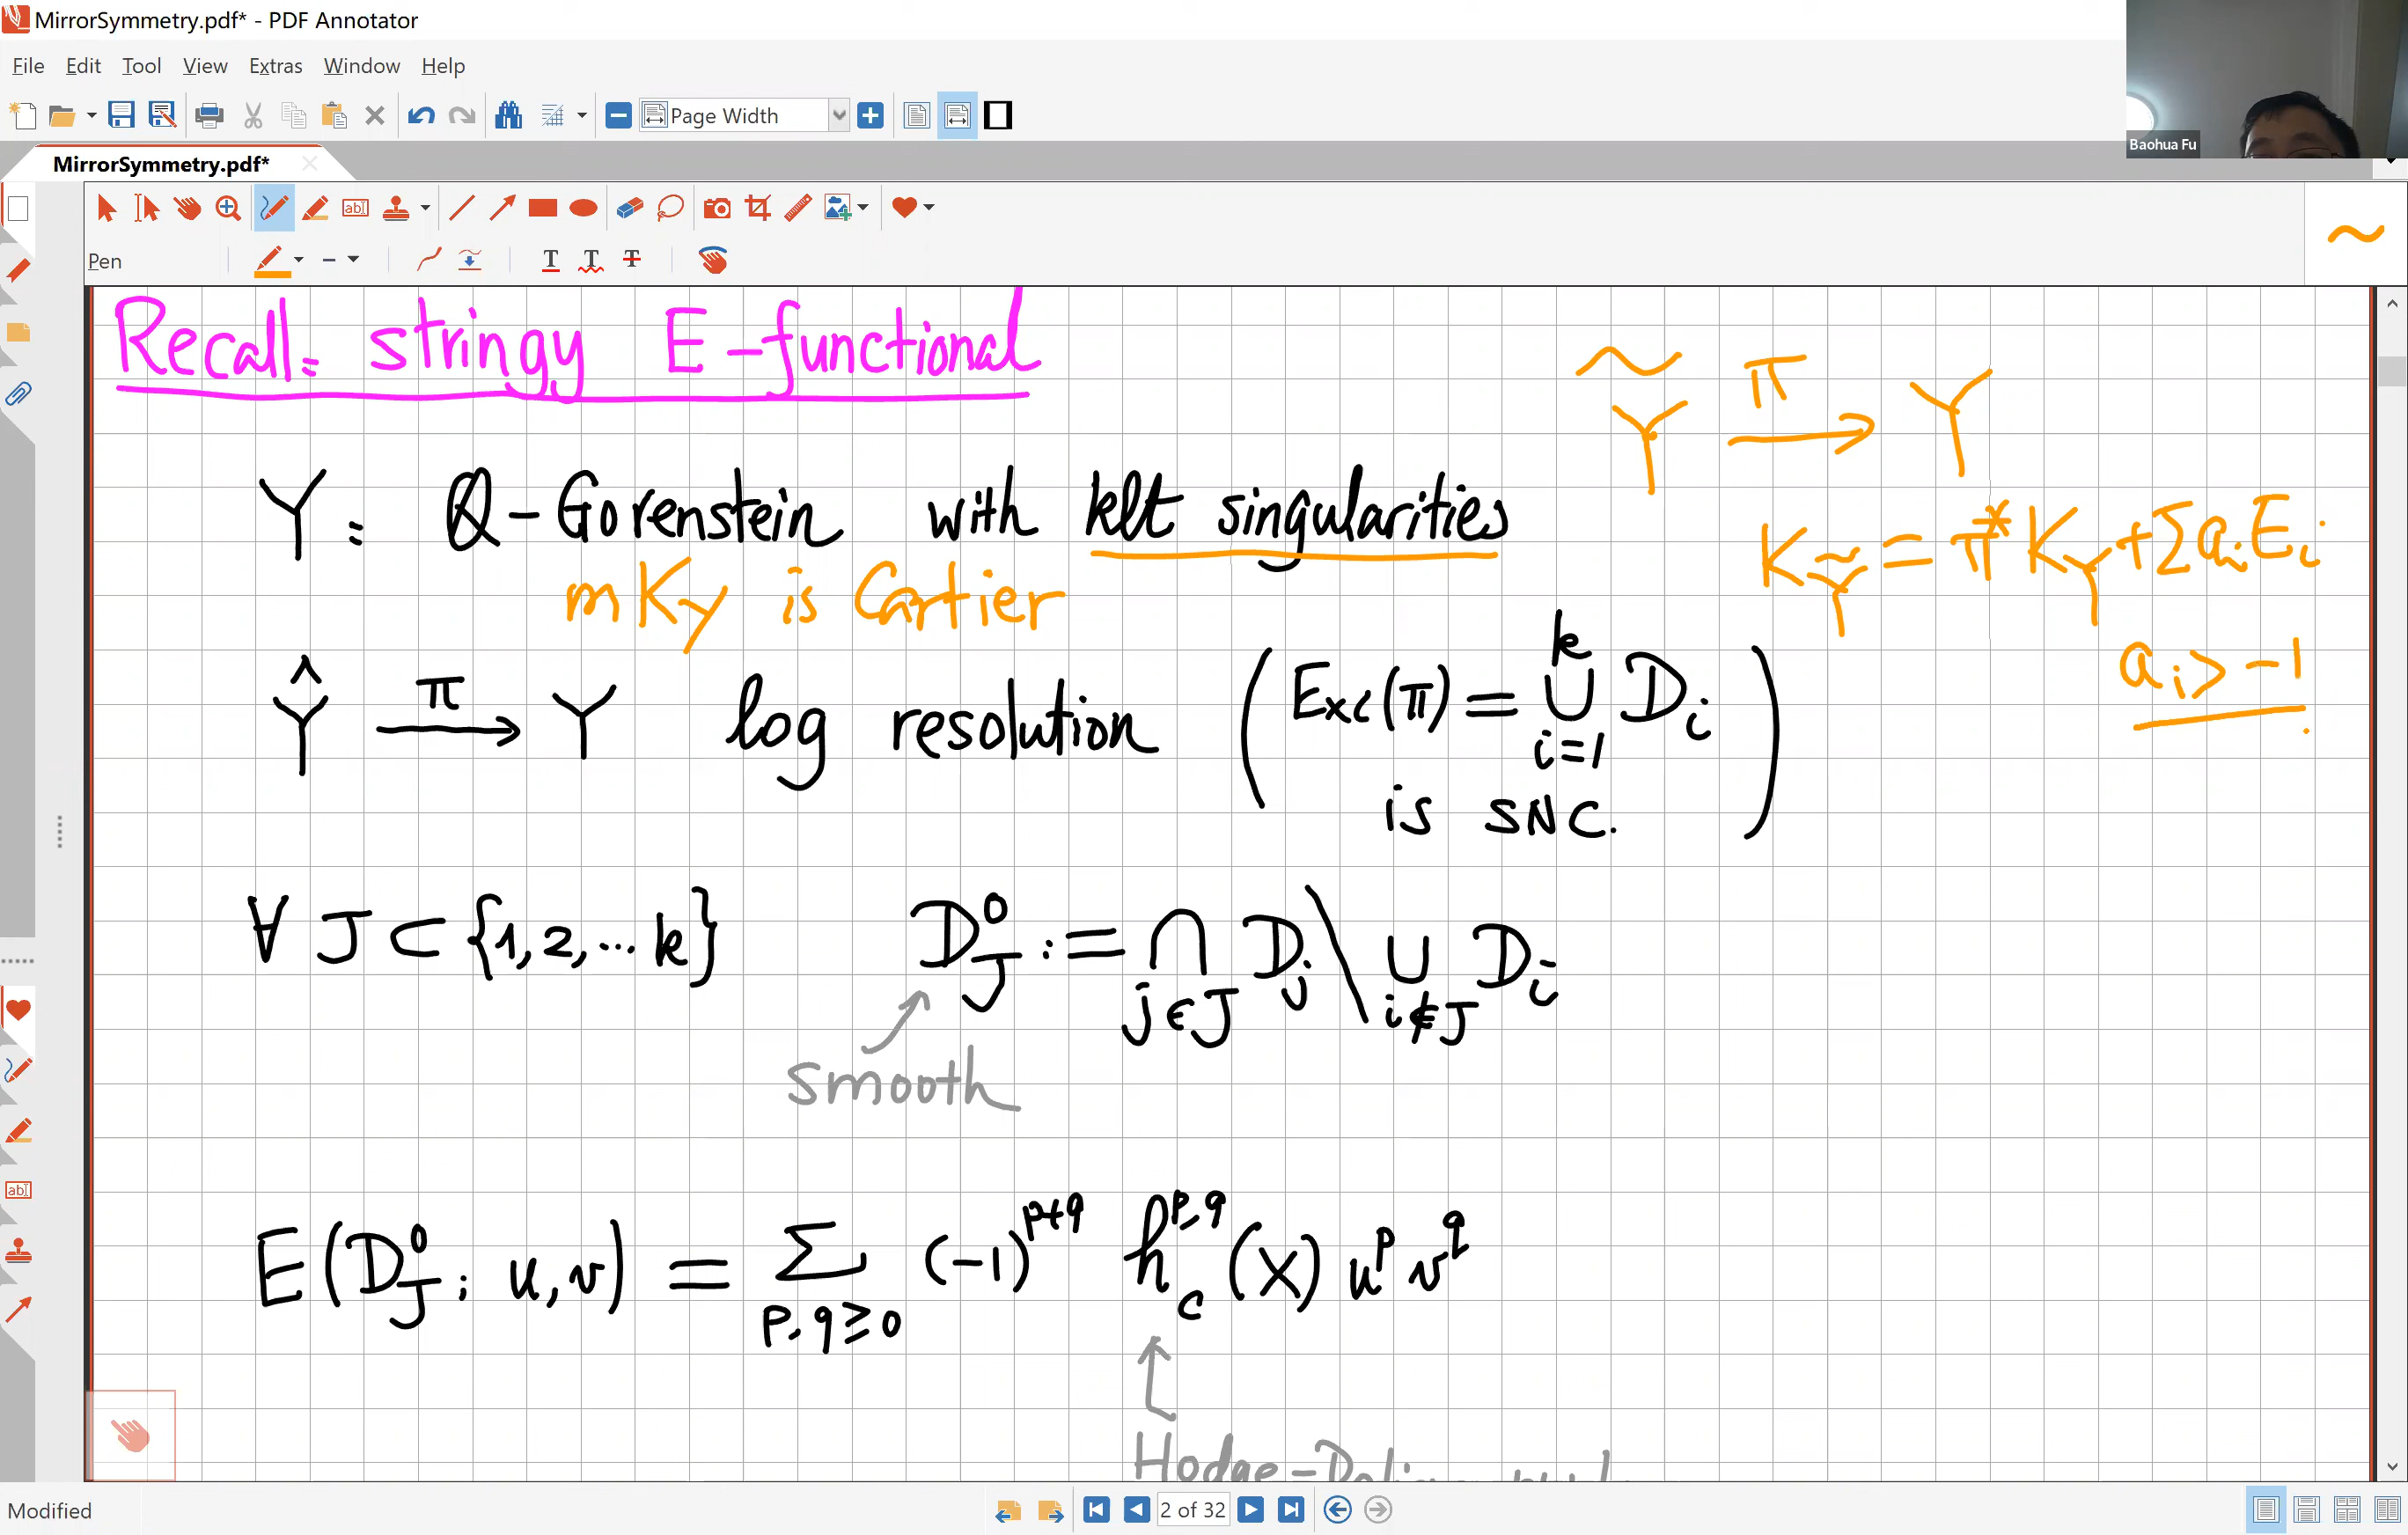 MirrorSymmetry.pdf* - PDF Annotator
File Edit Tool View Extras Window Help
Page Width
Baohua Fu
MirrorSymmetry.pdf*
Pen
Recall: stringy E-functional
Ỹ —π→ Y
Y: Q-Gorenstein with klt singularities
K_Ỹ = π* K_Y + Σ a_i E_i
mK_Y is Cartier
a_i > -1
Ŷ —π→ Y log resolution ( Exc(π) = ∪_{i=1}^{k} D_i
is SNC. )
∀ J ⊂ {1,2,...k} D_J^0 := ∩_{j∈J} D_j \ ∪_{i∉J} D_i
smooth
E(D_J^0; u,v) = Σ_{p,q≥0} (-1)^{p+q} h_c^{p,q}(X) u^p v^q
Modified
2 of 32